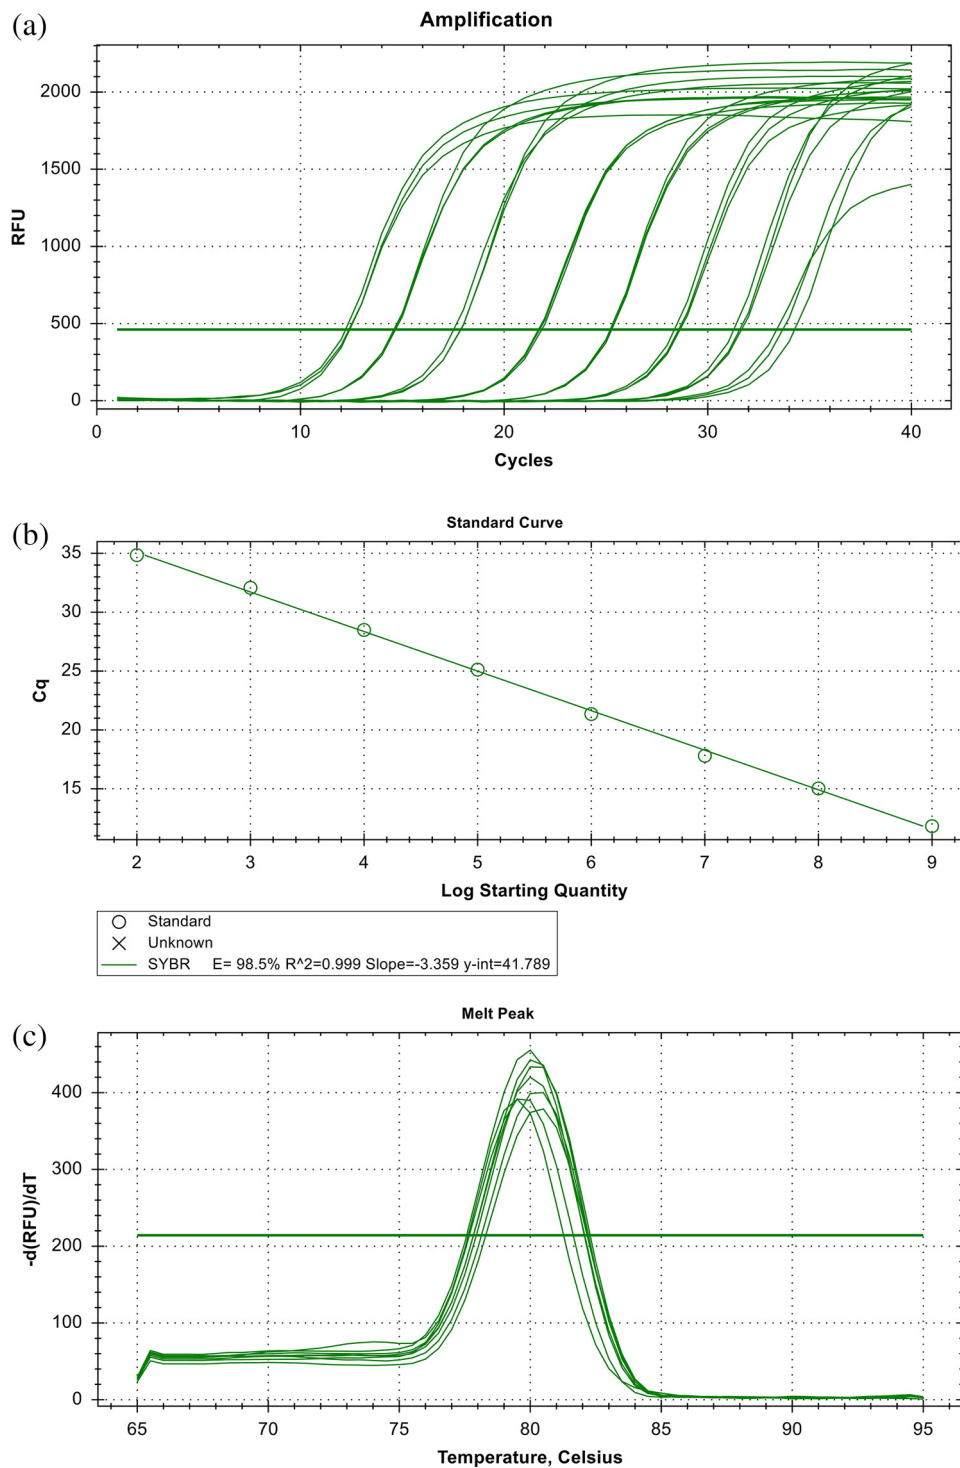 (a)
Amplification
RFU
2000
1500
1000
500
0
0 10 20 30 40
Cycles
(b)
Standard Curve
Cq
35
30
25
20
15
2 3 4 5 6 7 8 9
Log Starting Quantity
Standard
Unknown
SYBR E= 98.5% R^2=0.999 Slope=-3.359 y-int=41.789
(c)
Melt Peak
-d(RFU)/dT
400
300
200
100
0
65 70 75 80 85 90 95
Temperature, Celsius